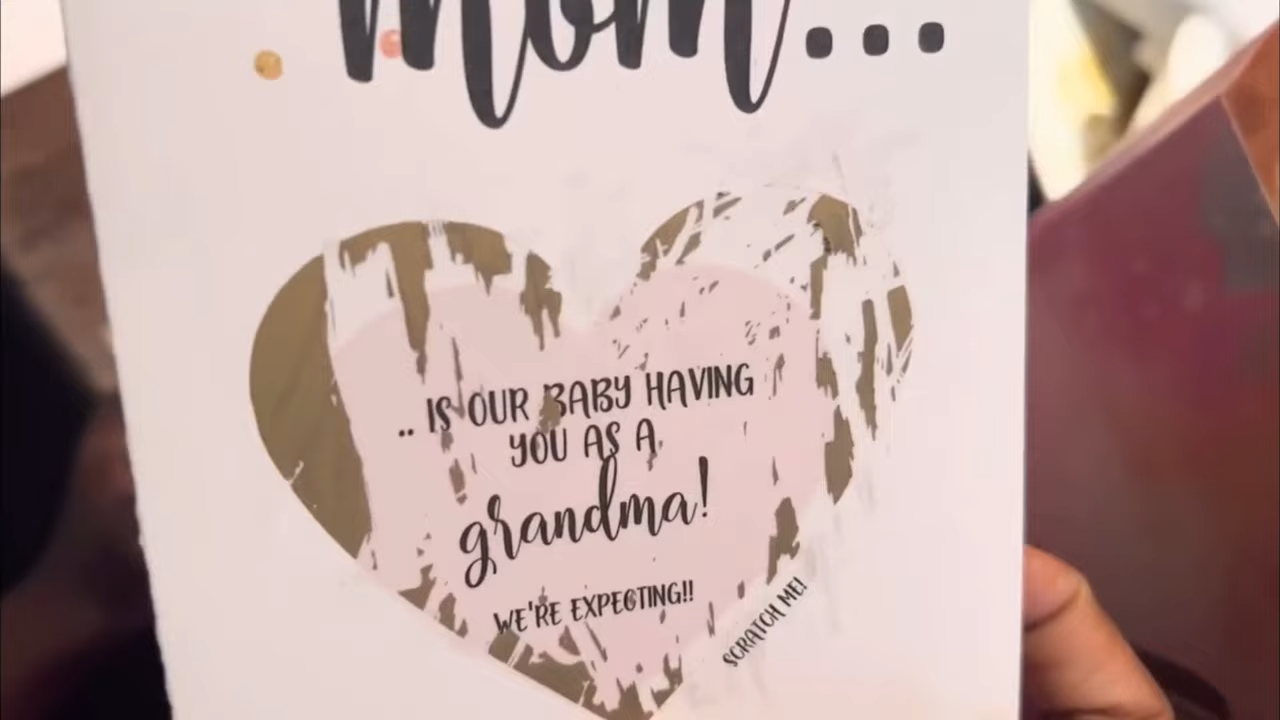 mom...
.. IS OUR BABY HAVING
YOU AS A
grandma!
WE'RE EXPECTING!!
SCRATCH ME!